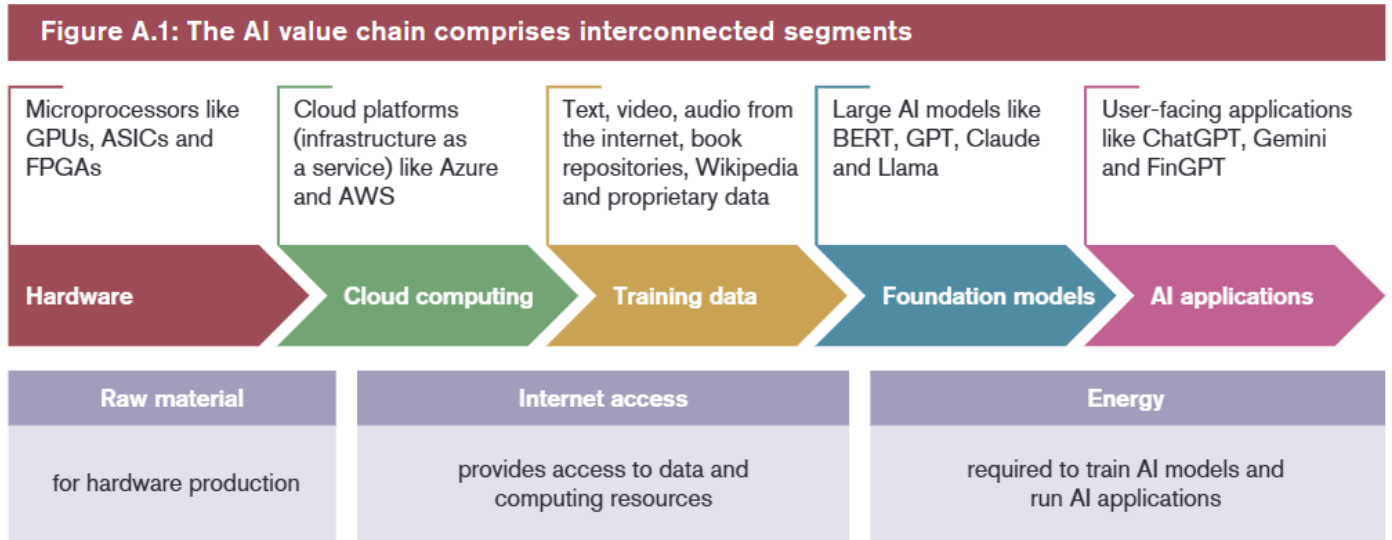 Figure A.1: The AI value chain comprises interconnected segments
Microprocessors like
GPUs, ASICs and
FPGAs
Cloud platforms
(infrastructure as
a service) like Azure
and AWS
Text, video, audio from
the internet, book
repositories, Wikipedia
and proprietary data
Large AI models like
BERT, GPT, Claude
and Llama
User-facing applications
like ChatGPT, Gemini
and FinGPT
Hardware
Cloud computing
Training data
Foundation models
AI applications
Raw material
for hardware production
Internet access
provides access to data and
computing resources
Energy
required to train AI models and
run AI applications